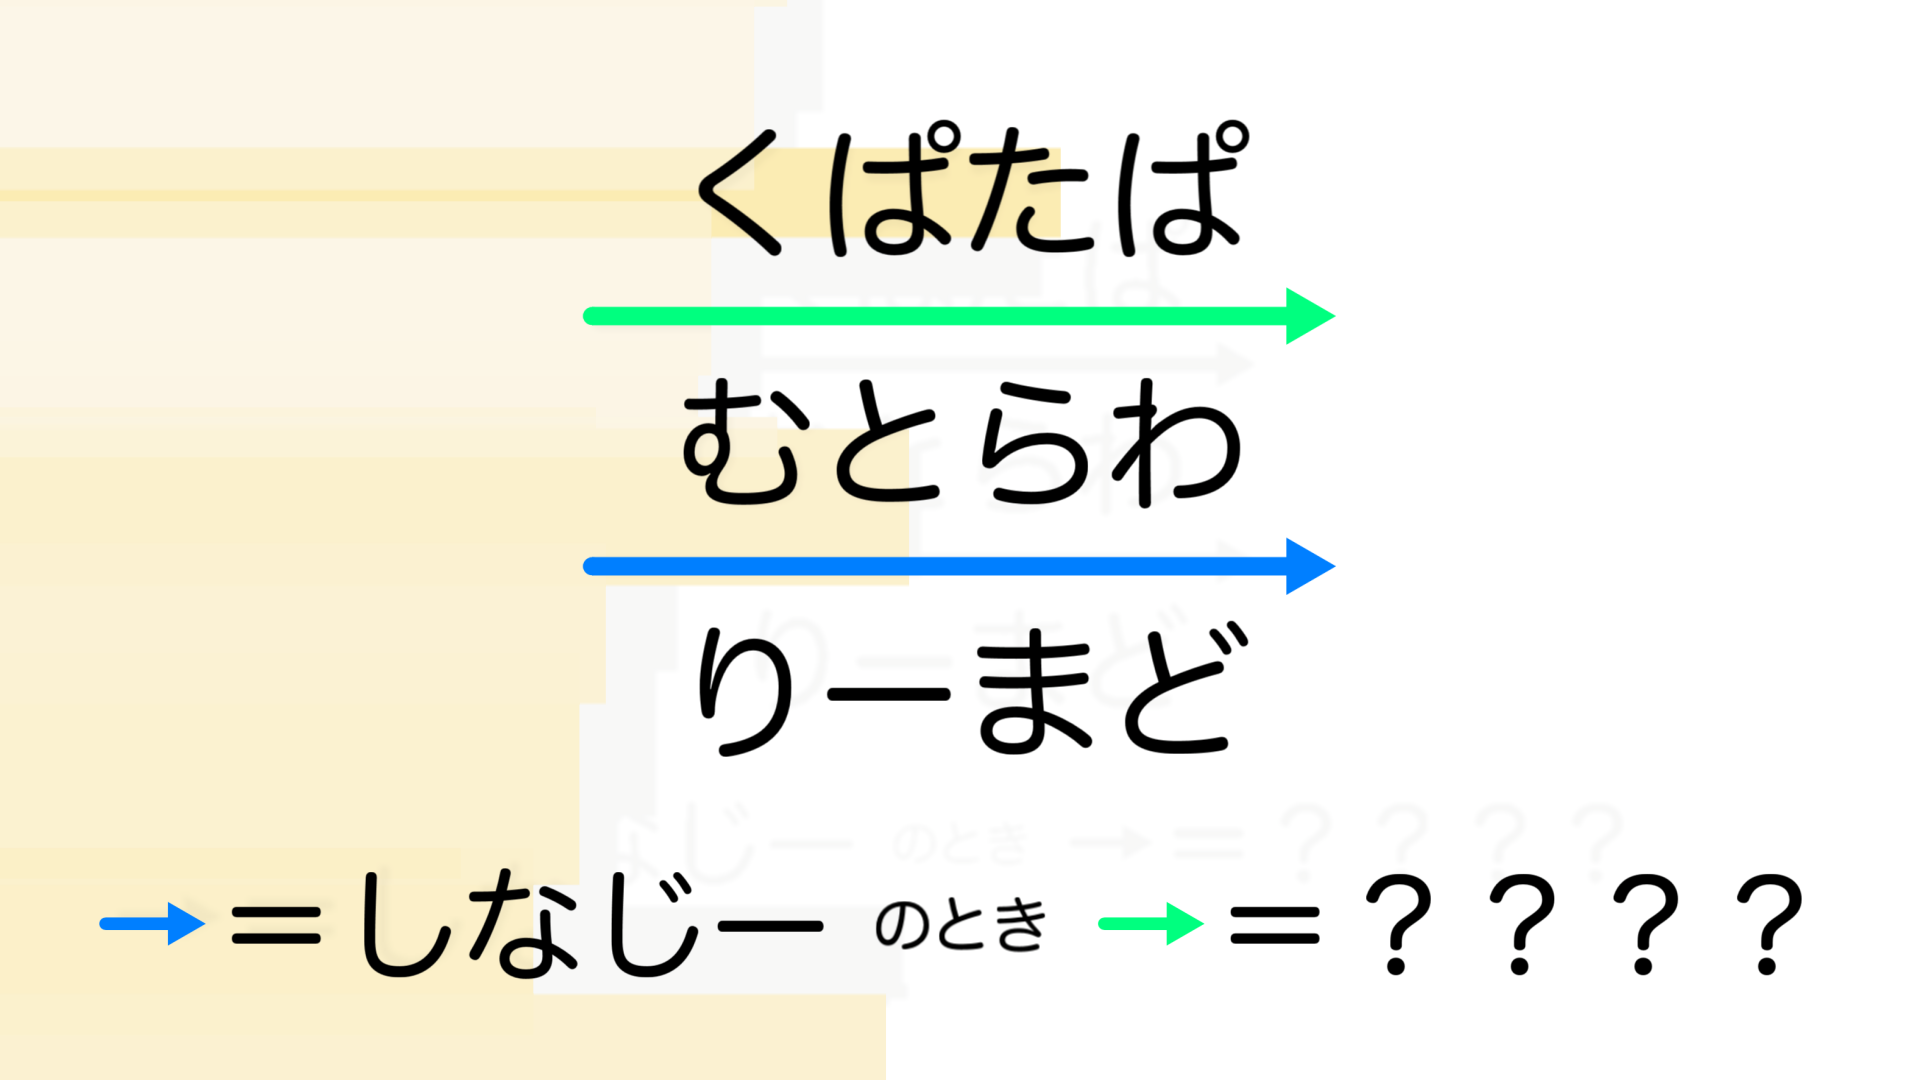 くぱたぱ
むとらわ
りーまど
→＝しなじー のとき →＝？？？？